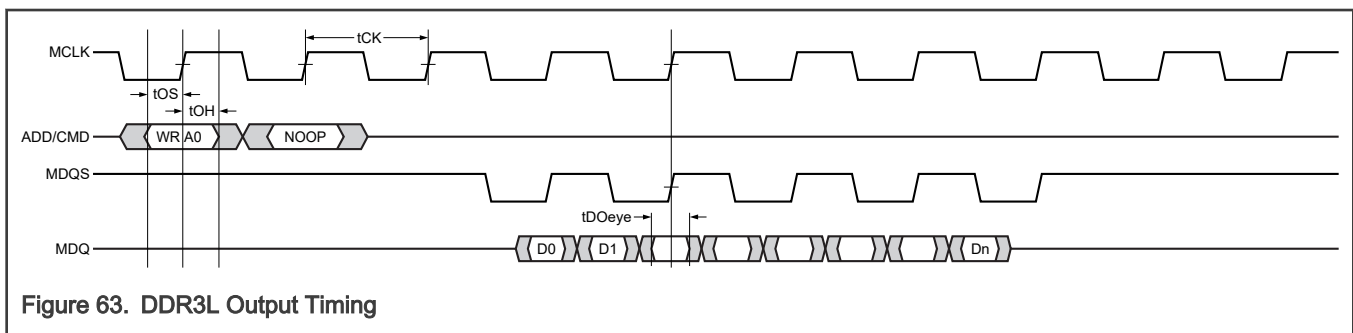 MCLK
tCK
tOS
tOH
ADD/CMD
WR A0
NOOP
MDQS
tDOeye
MDQ
D0
D1
Dn
Figure 63. DDR3L Output Timing